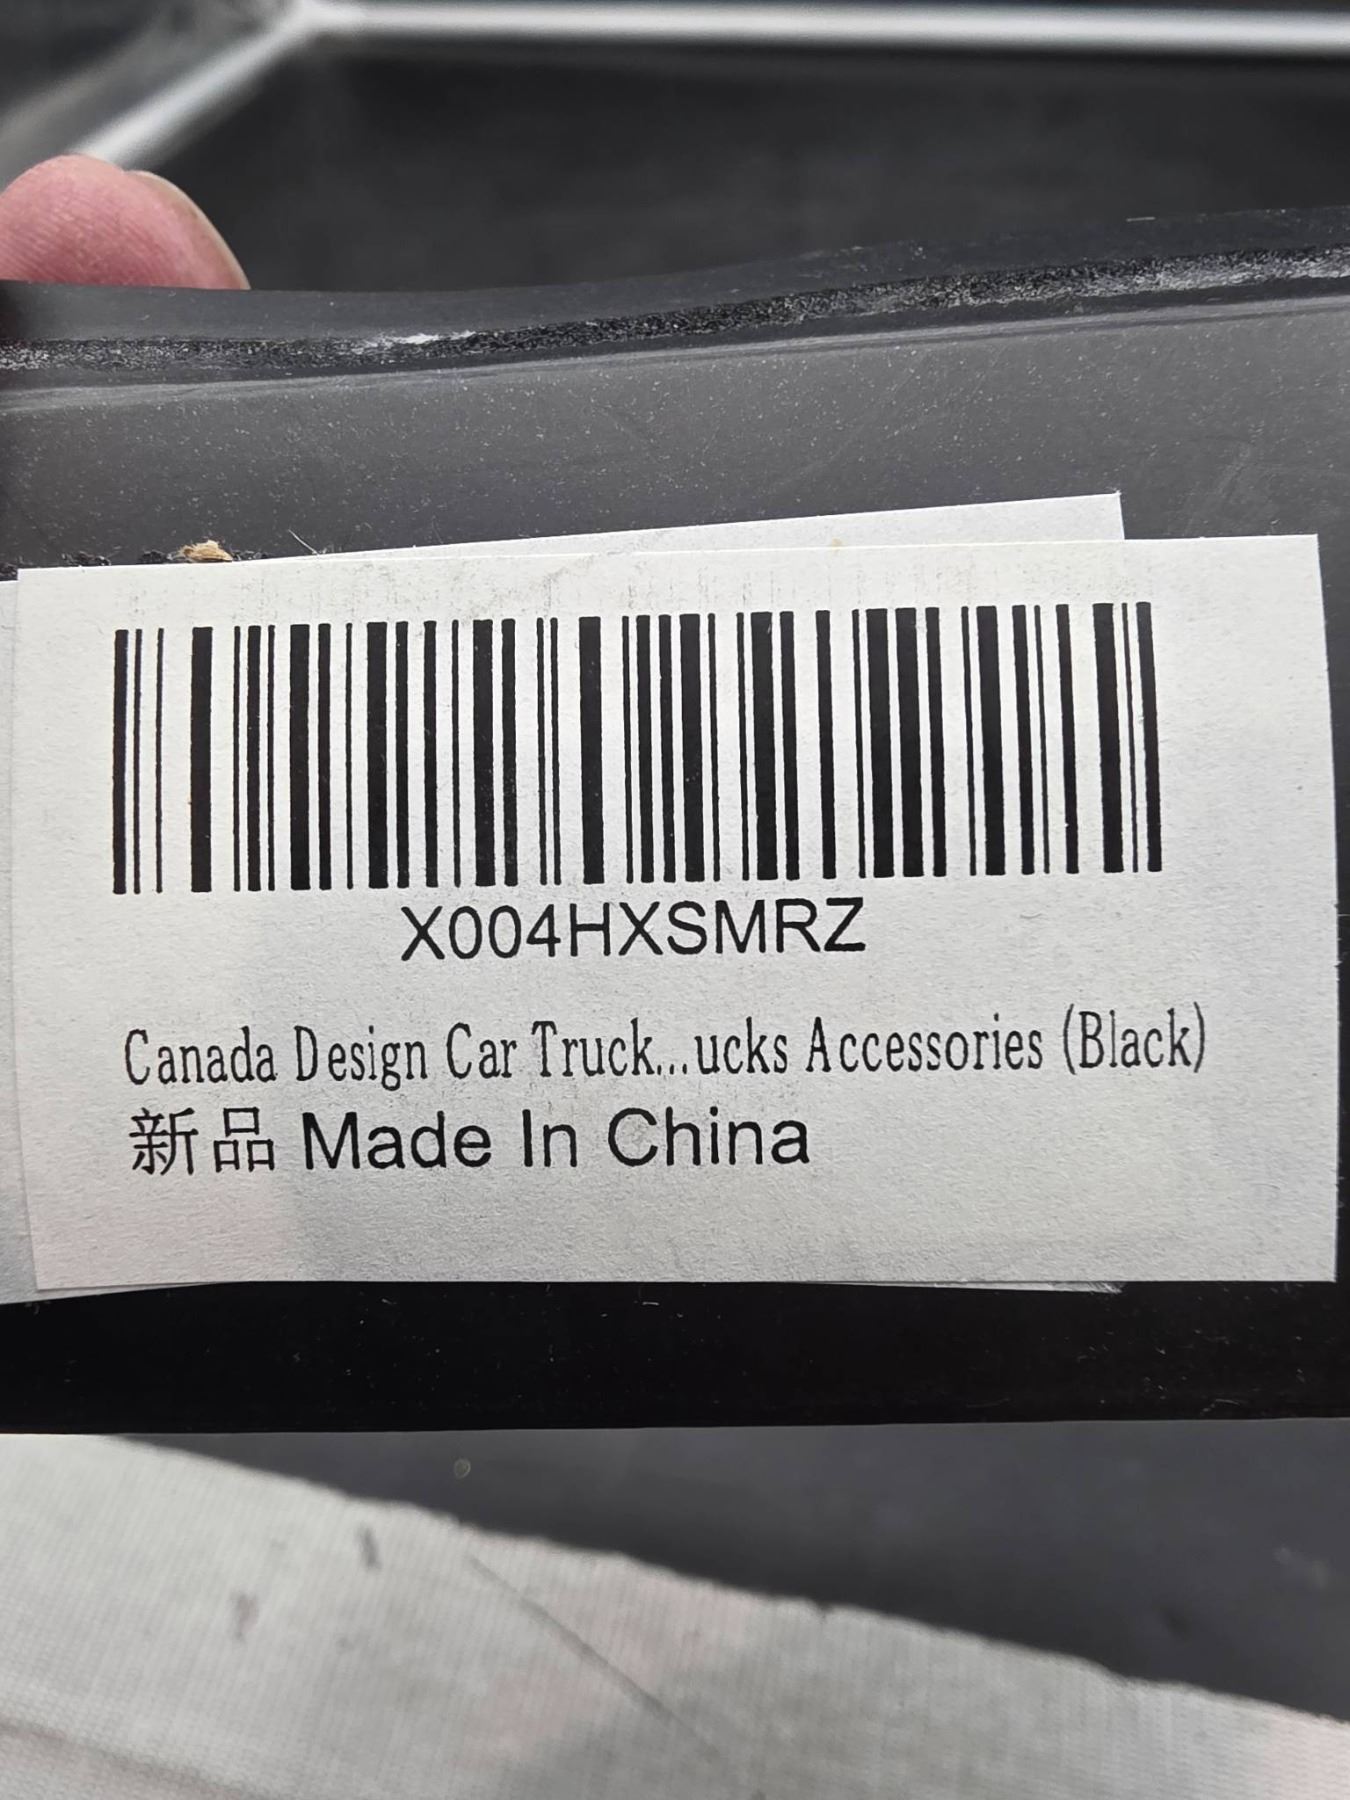 X004HXSMRZ
Canada Design Car Truck...ucks Accessories (Black)
新品 Made In China